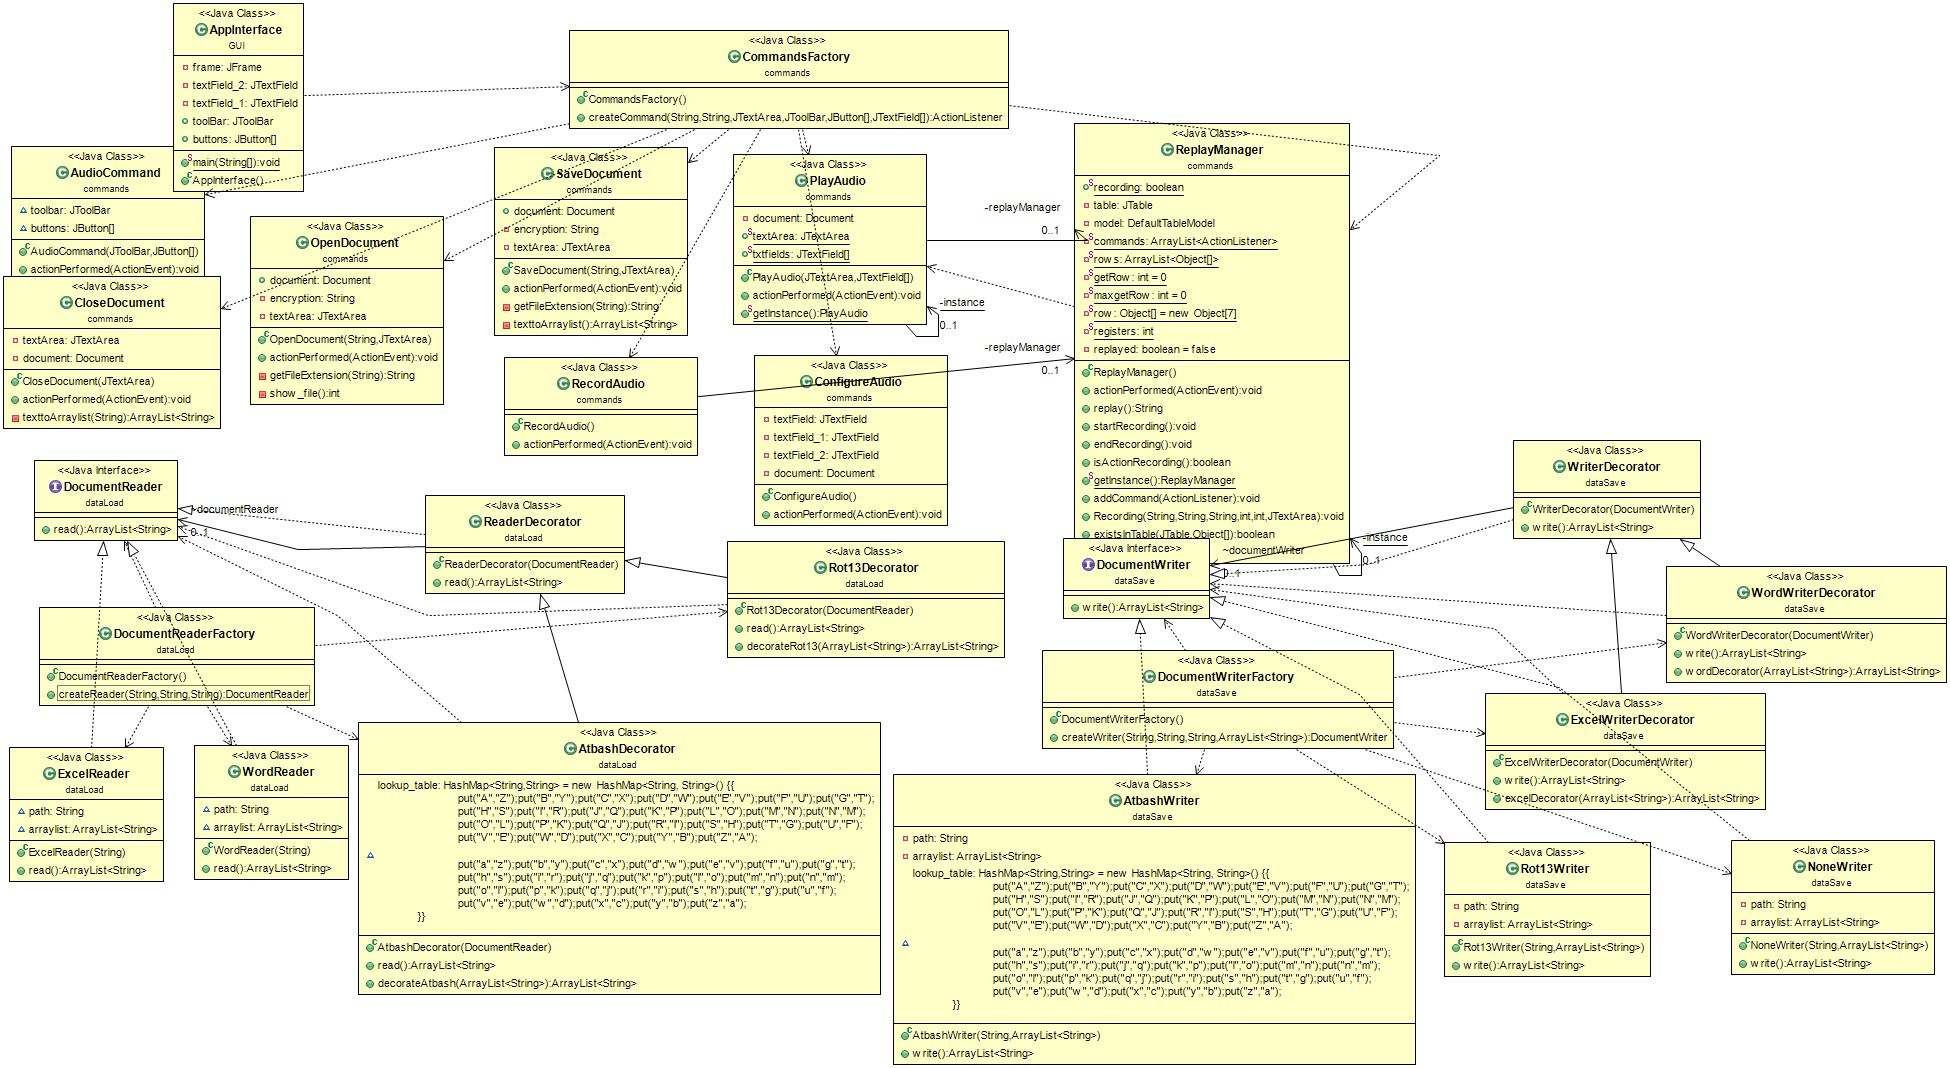 <<Java Class>>
AppInterface
GUI
frame: JFrame
textField_2: JTextField
textField_1: JTextField
toolBar: JToolBar
buttons: JButton[]
main(String[]):void
AppInterface()
<<Java Class>>
CommandsFactory
commands
CommandsFactory()
createCommand(String,String,JTextArea,JToolBar,JButton[],JTextField[]):ActionListener
<<Java Class>>
AudioCommand
commands
toolbar: JToolBar
buttons: JButton[]
AudioCommand(JToolBar,JButton[])
actionPerformed(ActionEvent):void
<<Java Class>>
CloseDocument
commands
textArea: JTextArea
document: Document
CloseDocument(JTextArea)
actionPerformed(ActionEvent):void
texttoArraylist(String):ArrayList<String>
<<Java Class>>
OpenDocument
commands
document: Document
encryption: String
textArea: JTextArea
OpenDocument(String,JTextArea)
actionPerformed(ActionEvent):void
getFileExtension(String):String
show_file():int
<<Java Class>>
SaveDocument
commands
document: Document
encryption: String
textArea: JTextArea
SaveDocument(String,JTextArea)
actionPerformed(ActionEvent):void
getFileExtension(String):String
texttoArraylist():ArrayList<String>
<<Java Class>>
PlayAudio
commands
document: Document
textArea: JTextArea
txtfields: JTextField[]
PlayAudio(JTextArea,JTextField[])
actionPerformed(ActionEvent):void
getInstance():PlayAudio
-instance
0..1
-replayManager
0..1
-replayManager
0..1
<<Java Class>>
RecordAudio
commands
RecordAudio()
actionPerformed(ActionEvent):void
<<Java Class>>
ConfigureAudio
commands
textField: JTextField
textField_1: JTextField
textField_2: JTextField
document: Document
ConfigureAudio()
actionPerformed(ActionEvent):void
<<Java Class>>
ReplayManager
commands
recording: boolean
table: JTable
model: DefaultTableModel
commands: ArrayList<ActionListener>
rows: ArrayList<Object[]>
getRow: int = 0
maxgetRow: int = 0
row: Object[] = new Object[7]
registers: int
replayed: boolean = false
ReplayManager()
actionPerformed(ActionEvent):void
replay():String
startRecording():void
endRecording():void
isActionRecording():boolean
getInstance():ReplayManager
addCommand(ActionListener):void
Recording(String,String,String,int,int,JTextArea):void
existsInTable(JTable,Object[]):boolean
-instance
0..1
<<Java Interface>>
DocumentReader
dataLoad
read():ArrayList<String>
~documentReader
0..1
<<Java Class>>
ReaderDecorator
dataLoad
ReaderDecorator(DocumentReader)
read():ArrayList<String>
<<Java Class>>
Rot13Decorator
dataLoad
Rot13Decorator(DocumentReader)
read():ArrayList<String>
decorateRot13(ArrayList<String>):ArrayList<String>
<<Java Class>>
DocumentReaderFactory
dataLoad
DocumentReaderFactory()
createReader(String,String,String):DocumentReader
<<Java Class>>
ExcelReader
dataLoad
path: String
arraylist: ArrayList<String>
ExcelReader(String)
read():ArrayList<String>
<<Java Class>>
WordReader
dataLoad
path: String
arraylist: ArrayList<String>
WordReader(String)
read():ArrayList<String>
<<Java Class>>
AtbashDecorator
dataLoad
lookup_table: HashMap<String,String> = new HashMap<String, String>() {{
put("A","Z");put("B","Y");put("C","X");put("D","W");put("E","V");put("F","U");put("G","T");
put("H","S");put("I","R");put("J","Q");put("K","P");put("L","O");put("M","N");put("N","M");
put("O","L");put("P","K");put("Q","J");put("R","I");put("S","H");put("T","G");put("U","F");
put("V","E");put("W","D");put("X","C");put("Y","B");put("Z","A");
put("a","z");put("b","y");put("c","x");put("d","w");put("e","v");put("f","u");put("g","t");
put("h","s");put("i","r");put("j","q");put("k","p");put("l","o");put("m","n");put("n","m");
put("o","l");put("p","k");put("q","j");put("r","i");put("s","h");put("t","g");put("u","f");
put("v","e");put("w","d");put("x","c");put("y","b");put("z","a");
}}
AtbashDecorator(DocumentReader)
read():ArrayList<String>
decorateAtbash(ArrayList<String>):ArrayList<String>
<<Java Interface>>
DocumentWriter
dataSave
write():ArrayList<String>
~documentWriter
0..1
<<Java Class>>
WriterDecorator
dataSave
WriterDecorator(DocumentWriter)
write():ArrayList<String>
<<Java Class>>
WordWriterDecorator
dataSave
WordWriterDecorator(DocumentWriter)
write():ArrayList<String>
wordDecorator(ArrayList<String>):ArrayList<String>
<<Java Class>>
DocumentWriterFactory
dataSave
DocumentWriterFactory()
createWriter(String,String,String,ArrayList<String>):DocumentWriter
<<Java Class>>
ExcelWriterDecorator
dataSave
ExcelWriterDecorator(DocumentWriter)
write():ArrayList<String>
excelDecorator(ArrayList<String>):ArrayList<String>
<<Java Class>>
AtbashWriter
dataSave
path: String
arraylist: ArrayList<String>
lookup_table: HashMap<String,String> = new HashMap<String, String>() {{
put("A","Z");put("B","Y");put("C","X");put("D","W");put("E","V");put("F","U");put("G","T");
put("H","S");put("I","R");put("J","Q");put("K","P");put("L","O");put("M","N");put("N","M");
put("O","L");put("P","K");put("Q","J");put("R","I");put("S","H");put("T","G");put("U","F");
put("V","E");put("W","D");put("X","C");put("Y","B");put("Z","A");
put("a","z");put("b","y");put("c","x");put("d","w");put("e","v");put("f","u");put("g","t");
put("h","s");put("i","r");put("j","q");put("k","p");put("l","o");put("m","n");put("n","m");
put("o","l");put("p","k");put("q","j");put("r","i");put("s","h");put("t","g");put("u","f");
put("v","e");put("w","d");put("x","c");put("y","b");put("z","a");
}}
AtbashWriter(String,ArrayList<String>)
write():ArrayList<String>
<<Java Class>>
Rot13Writer
dataSave
path: String
arraylist: ArrayList<String>
Rot13Writer(String,ArrayList<String>)
write():ArrayList<String>
<<Java Class>>
NoneWriter
dataSave
path: String
arraylist: ArrayList<String>
NoneWriter(String,ArrayList<String>)
write():ArrayList<String>